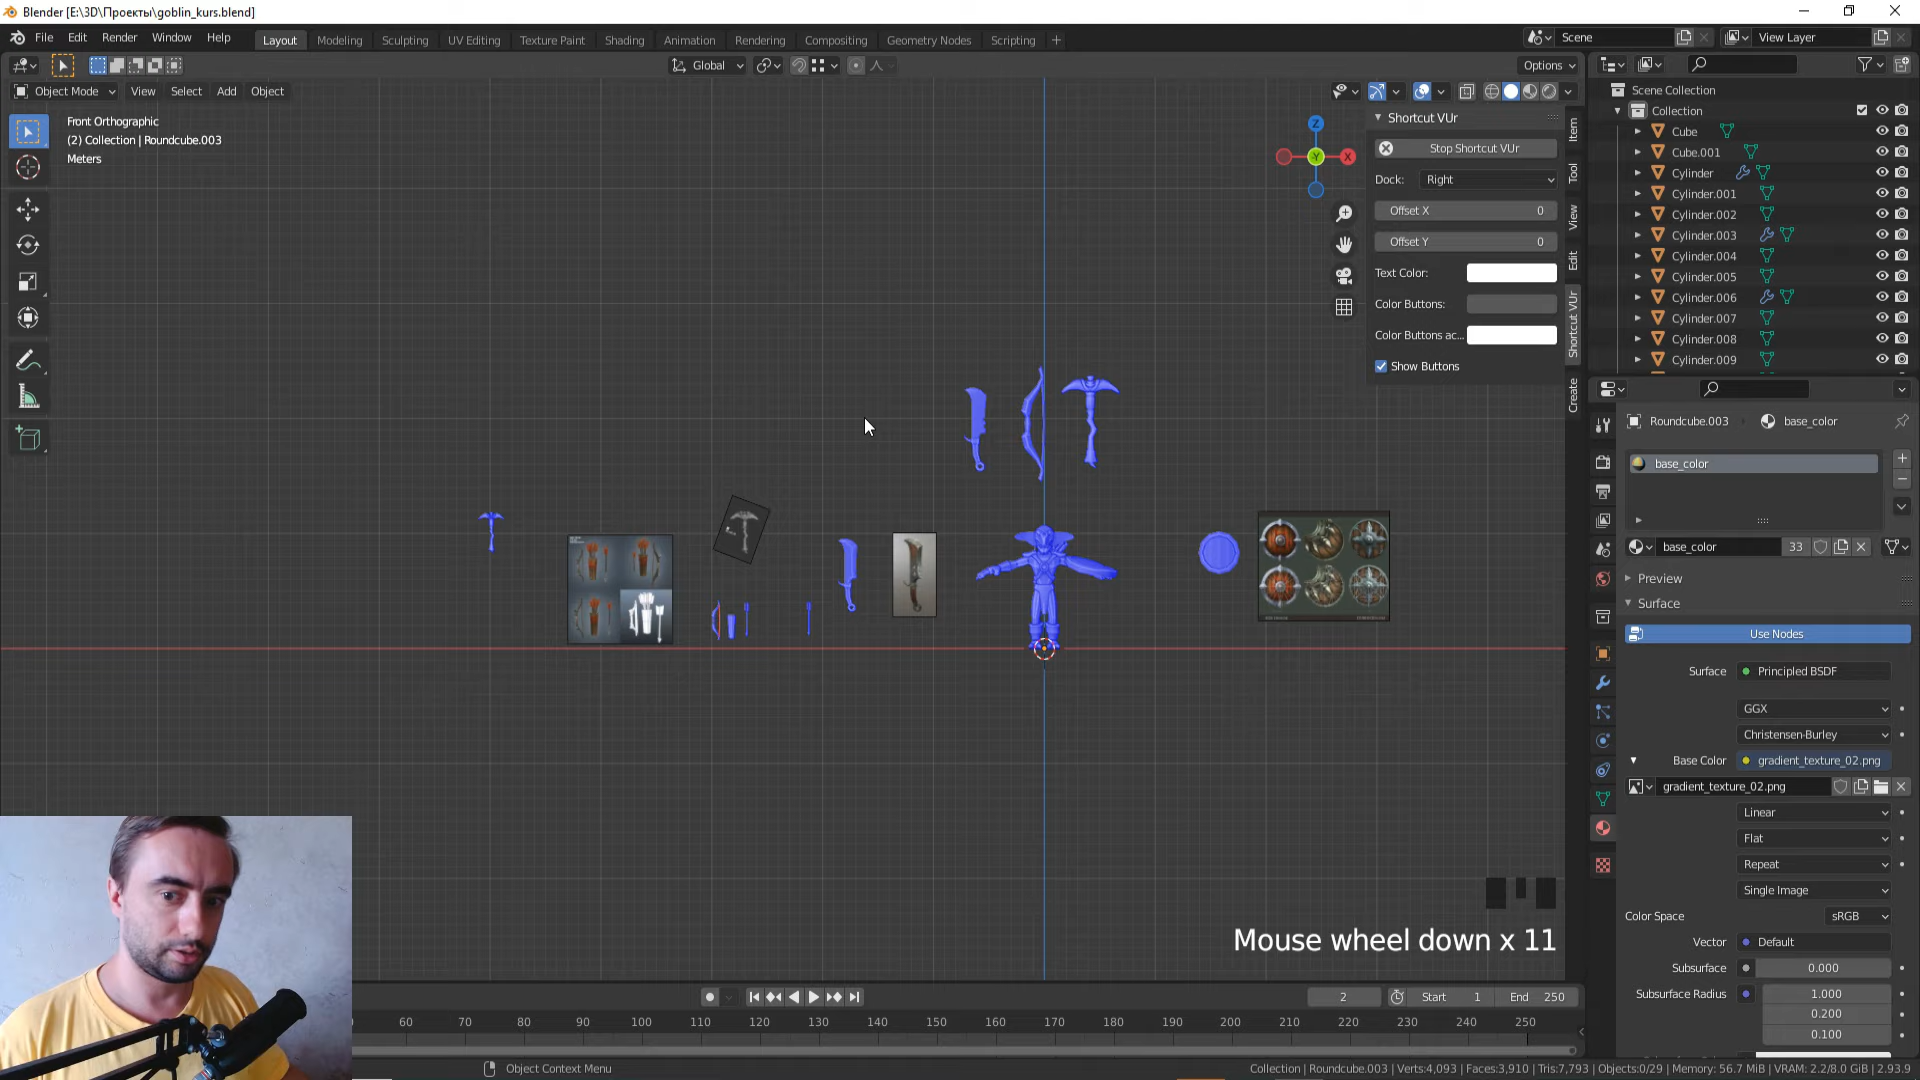 Blender [E:\3D\Проекты\goblin_kurs.blend]
File Edit Render Window Help
Layout Modeling Sculpting UV Editing Texture Paint Shading Animation Rendering Compositing Geometry Nodes Scripting +
Scene
View Layer
Global
Options
Object Mode View Select Add Object
Front Orthographic
(2) Collection | Roundcube.003
Meters
Z
Y
X
Shortcut VUr
Stop Shortcut VUr
Dock: Right
Offset X 0
Offset Y 0
Text Color:
Color Buttons:
Color Buttons ac...
Show Buttons
Item
Tool
View
Edit
Shortcut VUr
Create
Scene Collection
Collection
Cube
Cube.001
Cylinder
Cylinder.001
Cylinder.002
Cylinder.003
Cylinder.004
Cylinder.005
Cylinder.006
Cylinder.007
Cylinder.008
Cylinder.009
Roundcube.003 base_color
base_color
base_color 33
Preview
Surface
Use Nodes
Surface Principled BSDF
GGX
Christensen-Burley
Base Color gradient_texture_02.png
gradient_texture_02.png
Linear
Flat
Repeat
Single Image
Color Space sRGB
Vector Default
Subsurface 0.000
Subsurface Radius 1.000
0.200
0.100
Mouse wheel down x 11
2 Start 1 End 250
60 70 80 90 100 110 120 130 140 150 160 170 180 190 200 210 220 230 240 250
Object Context Menu
Collection | Roundcube.003 | Verts:4,093 | Faces:3,910 | Tris:7,793 | Objects:0/29 | Memory: 56.7 MiB | VRAM: 2.2/8.0 GiB | 2.93.9